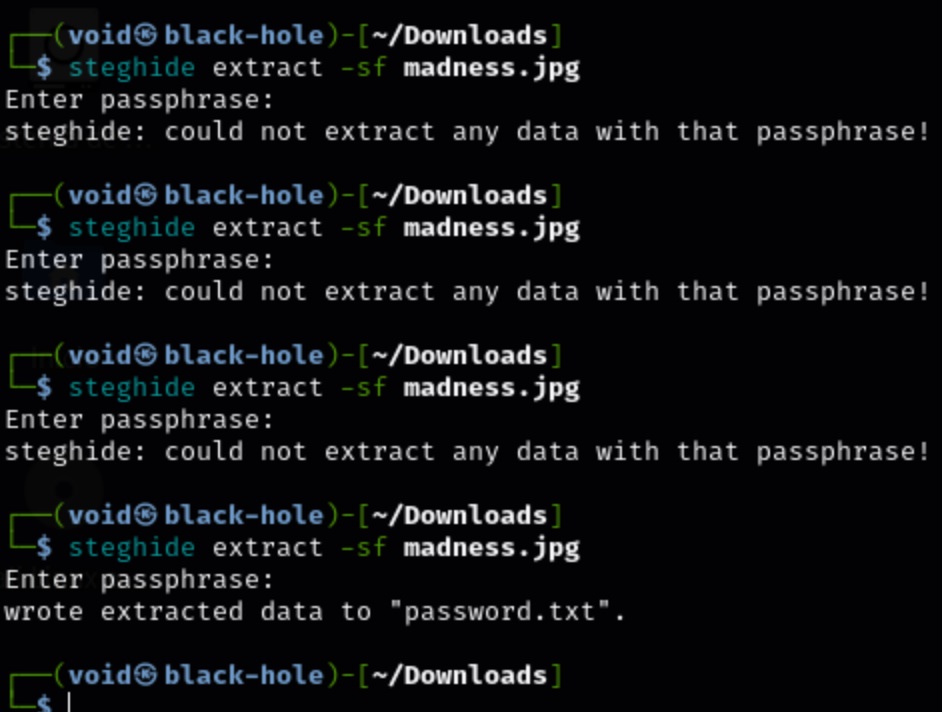 ┌──(void㉿black-hole)-[~/Downloads]
└─$ steghide extract -sf madness.jpg
Enter passphrase:
steghide: could not extract any data with that passphrase!
┌──(void㉿black-hole)-[~/Downloads]
└─$ steghide extract -sf madness.jpg
Enter passphrase:
steghide: could not extract any data with that passphrase!
┌──(void㉿black-hole)-[~/Downloads]
└─$ steghide extract -sf madness.jpg
Enter passphrase:
steghide: could not extract any data with that passphrase!
┌──(void㉿black-hole)-[~/Downloads]
└─$ steghide extract -sf madness.jpg
Enter passphrase:
wrote extracted data to "password.txt".
┌──(void㉿black-hole)-[~/Downloads]
└─$